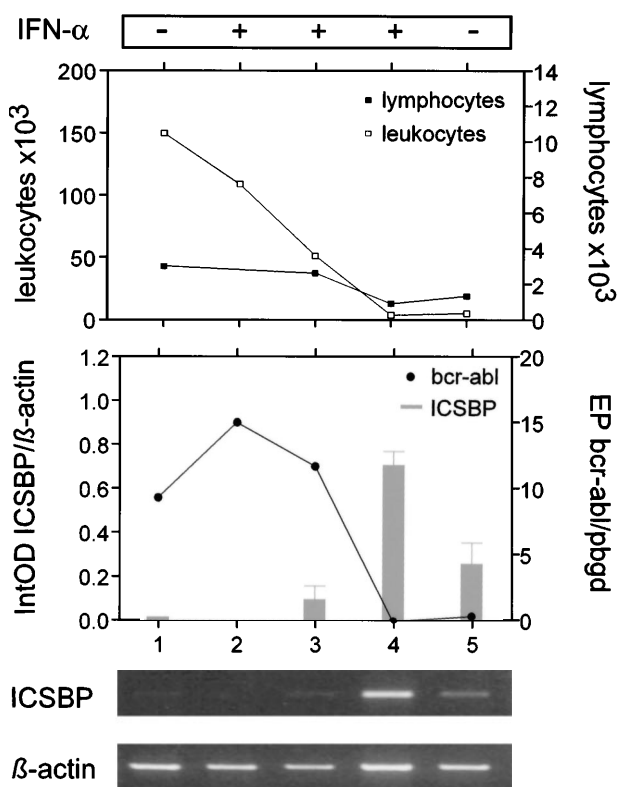 IFN-α - + + + -
200 14
150 12
100 10
50 8
0 6
4
2
0
leukocytes x10³
lymphocytes x10³
lymphocytes
leukocytes
1.2 20
1.0 15
0.8 10
0.6 5
0.4 0
0.2
0.0
IntOD ICSBP/ß-actin
EP bcr-abl/pbgd
bcr-abl
ICSBP
1 2 3 4 5
ICSBP
ß-actin